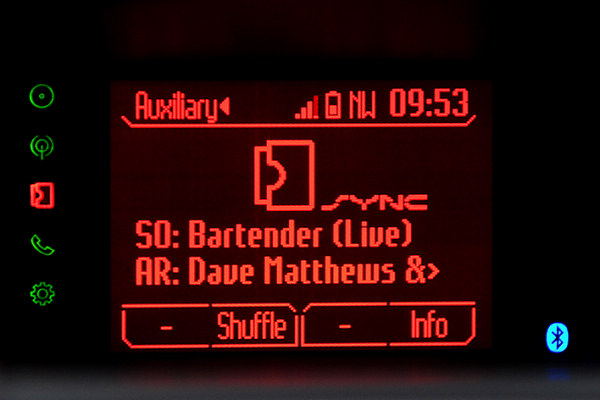 Auxiliary NW 09:53
SYNC
SO: Bartender (Live)
AR: Dave Matthews &>
- Shuffle - Info